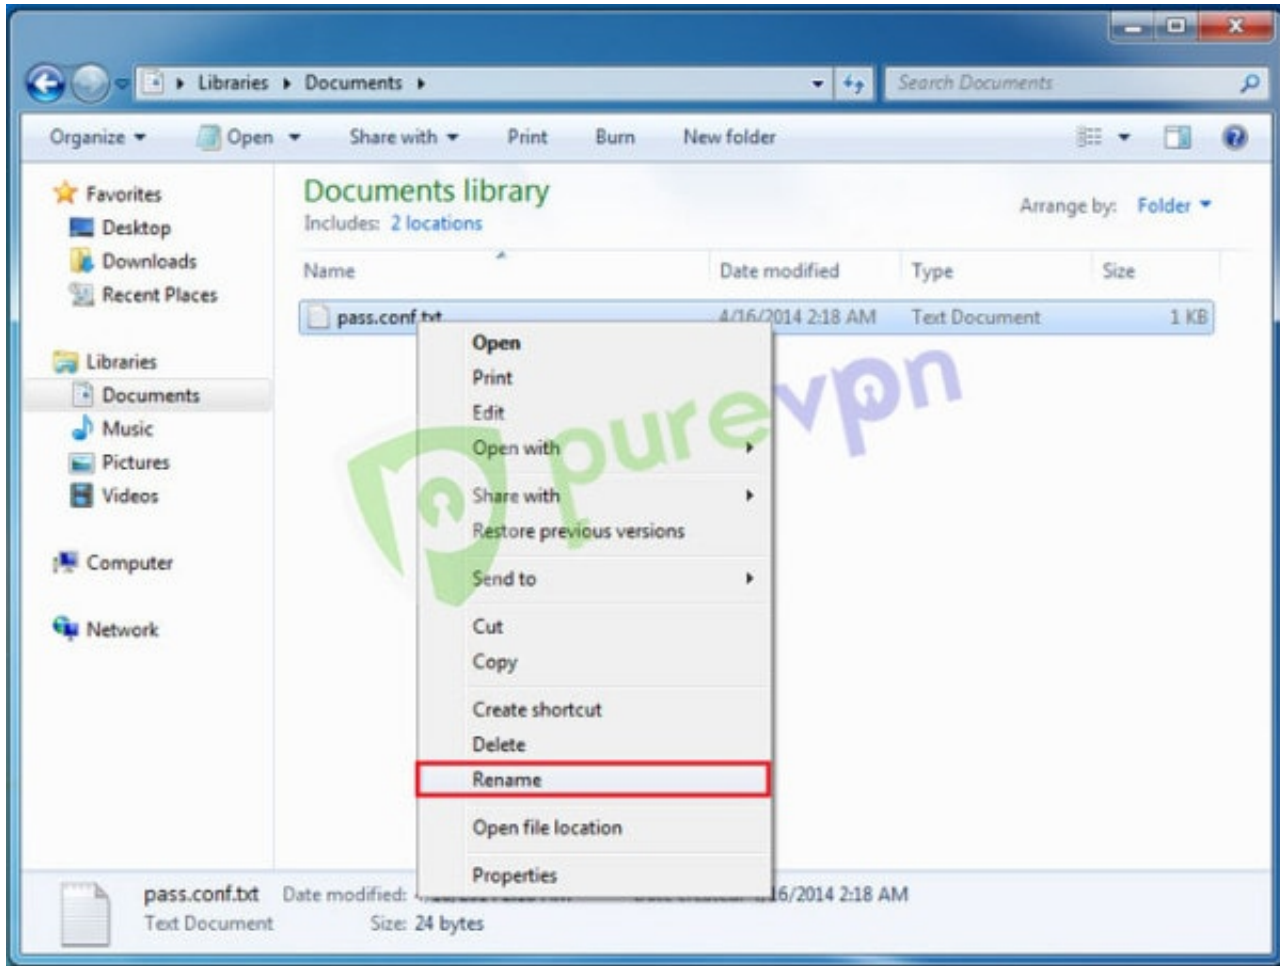 Libraries Documents
Search Documents
Organize Open Share with Print Burn New folder
Favorites
Desktop
Downloads
Recent Places
Libraries
Documents
Music
Pictures
Videos
Computer
Network
Documents library
Includes: 2 locations
Arrange by: Folder
Name Date modified Type Size
pass.conf.txt 4/16/2014 2:18 AM Text Document 1 KB
Open
Print
Edit
Open with
Share with
Restore previous versions
Send to
Cut
Copy
Create shortcut
Delete
Rename
Open file location
Properties
purevpn
pass.conf.txt Date modified: 16/2014 2:18 AM
Text Document Size: 24 bytes